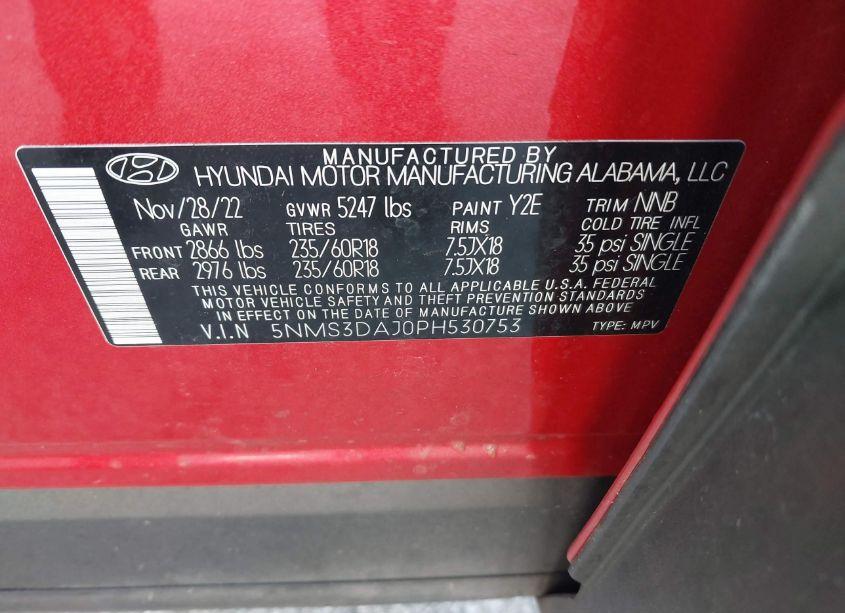 MANUFACTURED BY
HYUNDAI MOTOR MANUFACTURING ALABAMA, LLC
Nov/28/22 GVWR 5247 lbs PAINT Y2E TRIM NNB
GAWR TIRES RIMS COLD TIRE INFL
FRONT 2866 lbs 235/60R18 7.5JX18 35 psi SINGLE
REAR 2976 lbs 235/60R18 7.5JX18 35 psi SINGLE
THIS VEHICLE CONFORMS TO ALL APPLICABLE U.S.A. FEDERAL
MOTOR VEHICLE SAFETY AND THEFT PREVENTION STANDARDS
IN EFFECT ON THE DATE OF MANUFACTURE SHOWN ABOVE
V.I.N 5NMS3DAJ0PH530753 TYPE: MPV